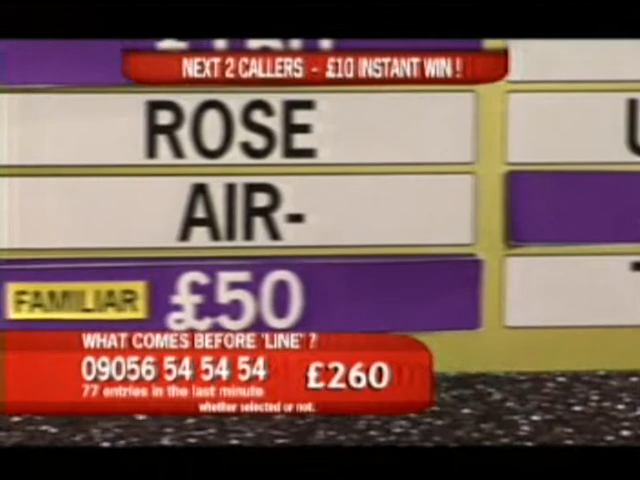 NEXT 2 CALLERS - £10 INSTANT WIN !
ROSE
AIR-
FAMILIAR £50
WHAT COMES BEFORE 'LINE' ?
09056 54 54 54 £260
77 entries in the last minute
whether selected or not.